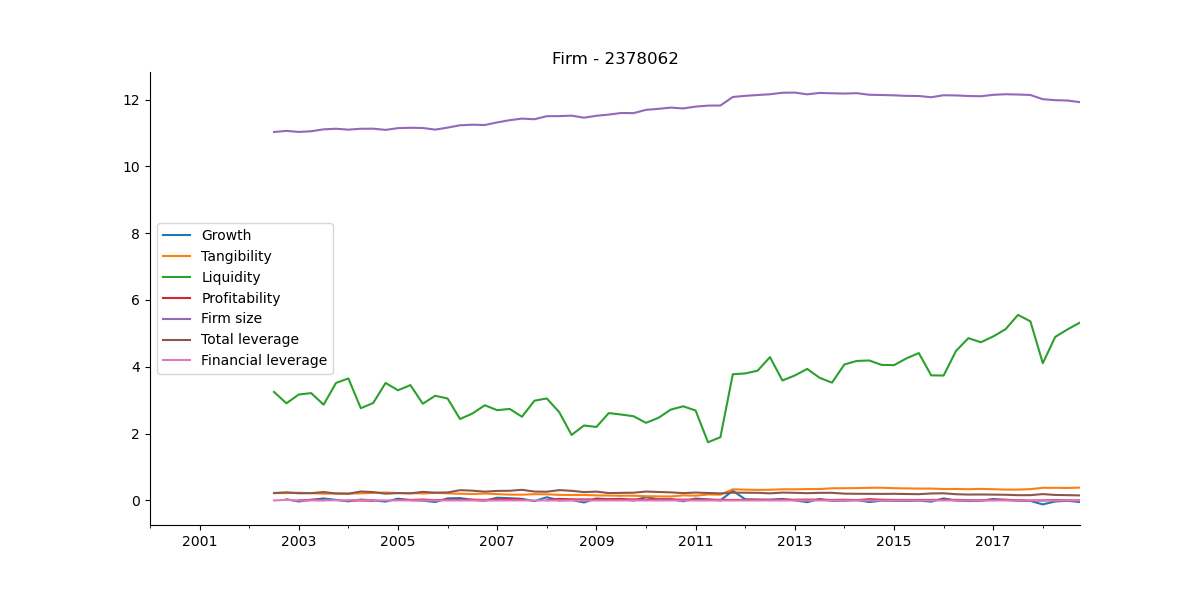 Firm - 2378062
12
10
8
6
4
2
0
Growth
Tangibility
Liquidity
Profitability
Firm size
Total leverage
Financial leverage
2001 2003 2005 2007 2009 2011 2013 2015 2017